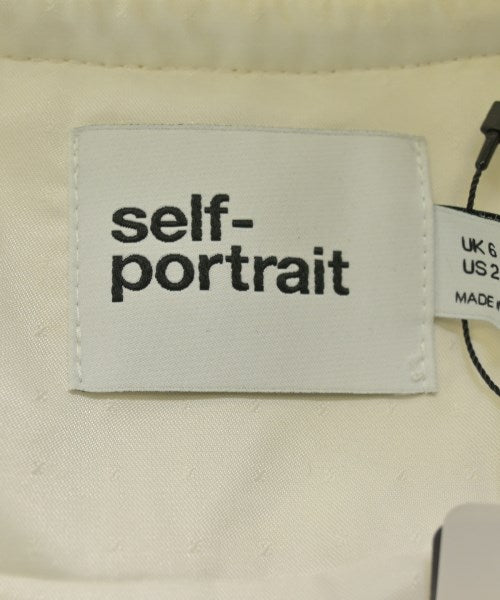 self-
portrait
UK 6
US 2
MADE